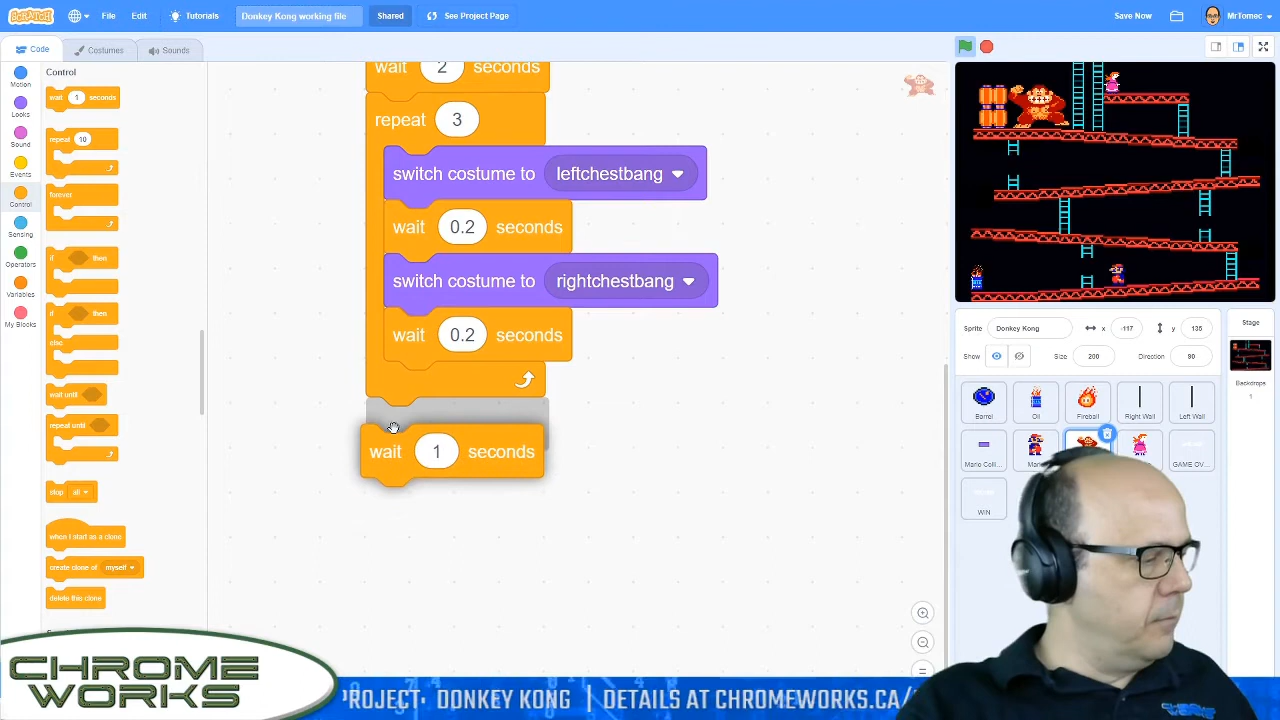 SCRATCH File Edit Tutorials Donkey Kong working file Shared See Project Page Save Now MrTomec
Code Costumes Sounds
Motion
Looks
Sound
Events
Control
Sensing
Operators
Variables
My Blocks
Control
wait 1 seconds
repeat 10
forever
if then
if then
else
wait until
repeat until
stop all
when I start as a clone
create clone of myself
delete this clone
wait 2 seconds
repeat 3
switch costume to leftchestbang
wait 0.2 seconds
switch costume to rightchestbang
wait 0.2 seconds
wait 1 seconds
Sprite Donkey Kong x -117 y 135
Show Size 200 Direction 90
Barrel Oil Fireball Right Wall Left Wall
Mario Colli... GAME OV...
WIN
Stage
Backdrops
1
CHROME
WORKS
PROJECT: DONKEY KONG | DETAILS AT CHROMEWORKS.CA/